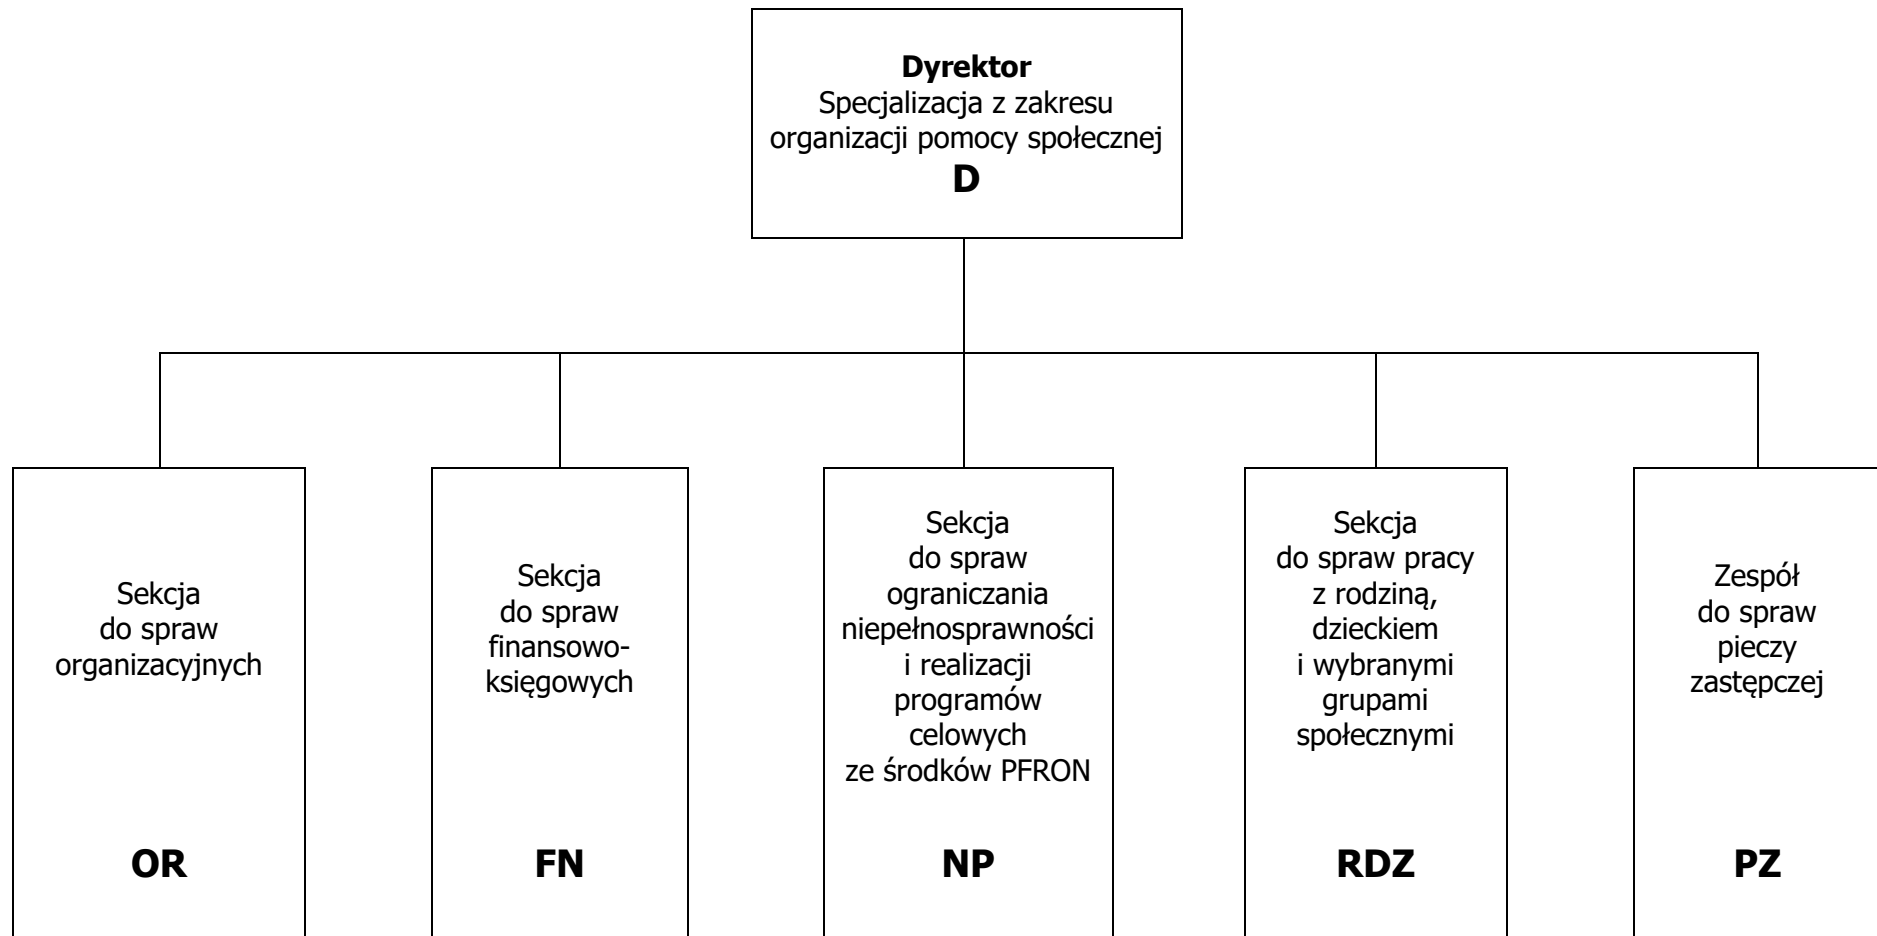 Dyrektor
Specjalizacja z zakresu
organizacji pomocy społecznej
D
Sekcja
do spraw
organizacyjnych
OR
Sekcja
do spraw
finansowo-
księgowych
FN
Sekcja
do spraw
ograniczania
niepełnosprawności
i realizacji
programów
celowych
ze środków PFRON
NP
Sekcja
do spraw pracy
z rodziną,
dzieckiem
i wybranymi
grupami
społecznymi
RDZ
Zespół
do spraw
pieczy
zastępczej
PZ